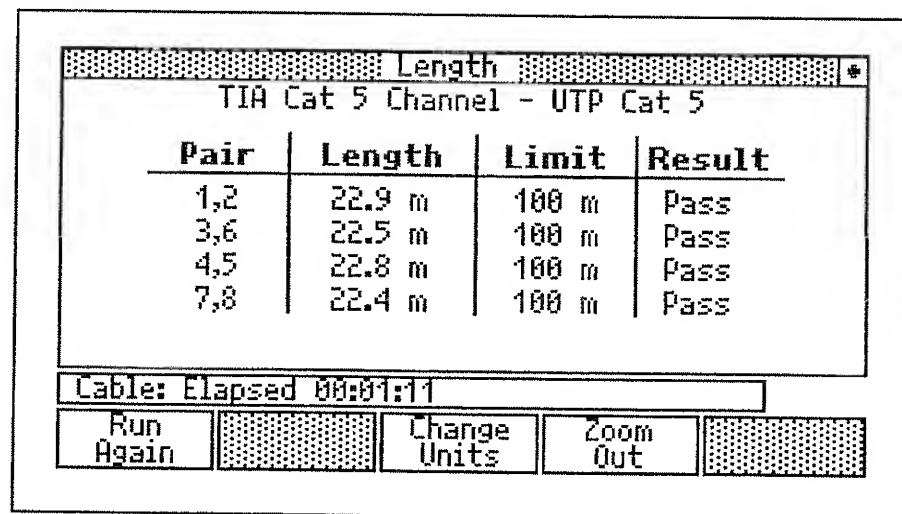 Length
TIA Cat 5 Channel - UTP Cat 5
Pair Length Limit Result
1,2 22.9 m 100 m Pass
3,6 22.5 m 100 m Pass
4,5 22.8 m 100 m Pass
7,8 22.4 m 100 m Pass
Cable: Elapsed 00:01:11
Run Again
Change Units
Zoom Out